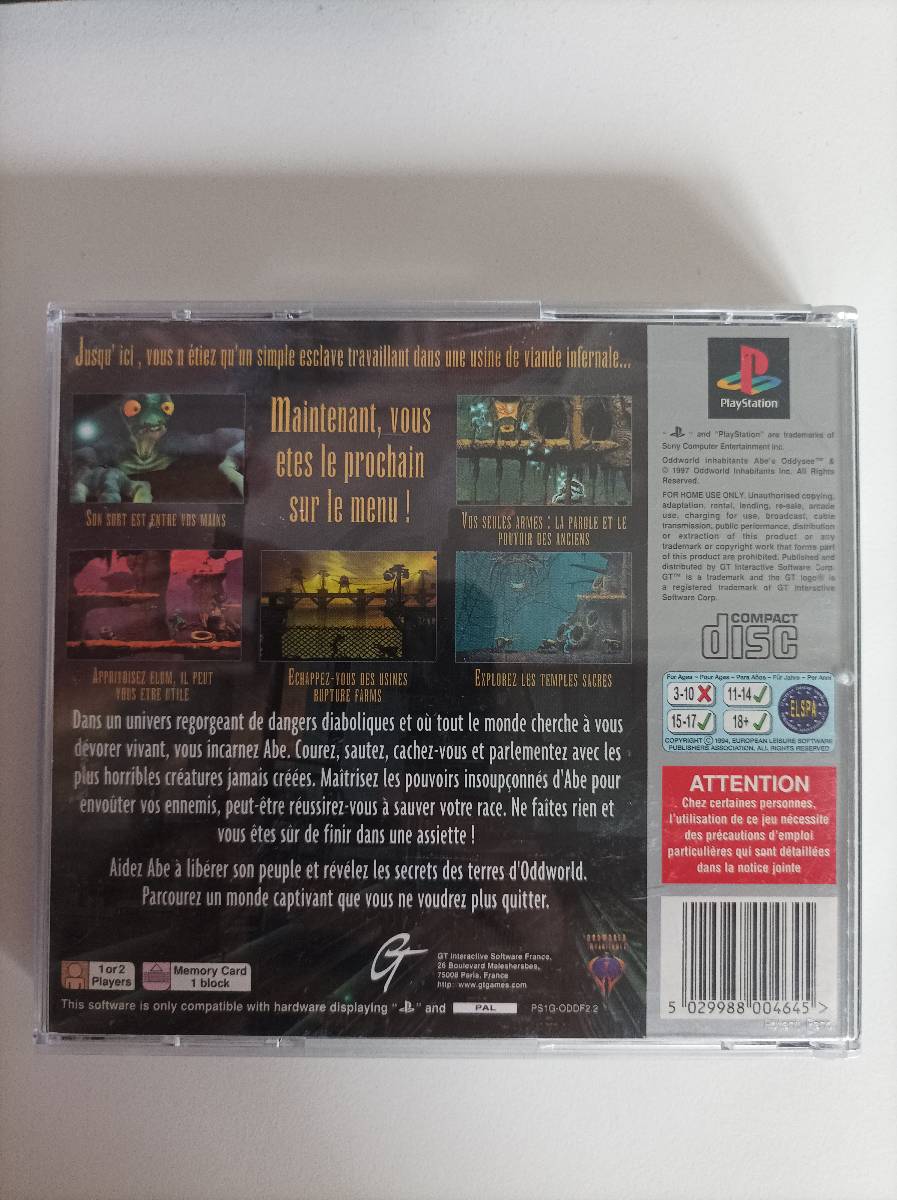 Jusqu' ici , vous n étiez qu'un simple esclave travaillant dans une usine de viande infernale...
Maintenant, vous
etes le prochain
sur le menu !
SON SORT EST ENTRE VOS MAINS
VOS SEULES ARMES : LA PAROLE ET LE
POUVOIR DES ANCIENS
APPRIVOISEZ ELUM, IL PEUT
VOUS ETRE UTILE
ECHAPPEZ-VOUS DES USINES
RUPTURE FARMS
EXPLOREZ LES TEMPLES SACRES
Dans un univers regorgeant de dangers diaboliques et où tout le monde cherche à vous
dévorer vivant, vous incarnez Abe. Courez, sautez, cachez-vous et parlementez avec les
plus horribles créatures jamais créées. Maitrisez les pouvoirs insoupçonnés d'Abe pour
envoûter vos ennemis, peut-être réussirez-vous à sauver votre race. Ne faites rien et
vous êtes sûr de finir dans une assiette !
Aidez Abe à libérer son peuple et révélez les secrets des terres d'Oddworld.
Parcourez un monde captivant que vous ne voudrez plus quitter.
1 or 2
Players
Memory Card
1 block
GT
GT Interactive Software France,
26 Boulevard Malesherbes,
75008 Paris, France
http: www.gtgames.com
ODDWORLD
INHABITANTS
This software is only compatible with hardware displaying " " and PAL PS1G-ODDF2.2
PlayStation
" " and "PlayStation" are trademarks of
Sony Computer Entertainment Inc.
Oddworld Inhabitants Abe's Oddysee™ &
© 1997 Oddworld Inhabitants Inc. All Rights
Reserved.
FOR HOME USE ONLY. Unauthorised copying,
adaptation, rental, lending, re-sale, arcade
use, charging for use, broadcast, cable
transmission, public performance, distribution
or extraction of this product or any
trademark or copyright work that forms part
of this product are prohibited. Published and
distributed by GT Interactive Software Corp.
GT™ is a trademark and the GT logo® is
a registered trademark of GT Interactive
Software Corp.
COMPACT
disc
For Ages - Pour Ages - Para Años - Für Jahre - Per Anni
3-10 11-14
15-17 18+
ELSPA
COPYRIGHT © 1994, EUROPEAN LEISURE SOFTWARE
PUBLISHERS ASSOCIATION. ALL RIGHTS RESERVED
ATTENTION
Chez certaines personnes,
l'utilisation de ce jeu nécessite
des précautions d'emploi
particulières qui sont détaillées
dans la notice jointe
5 029988 004645 >